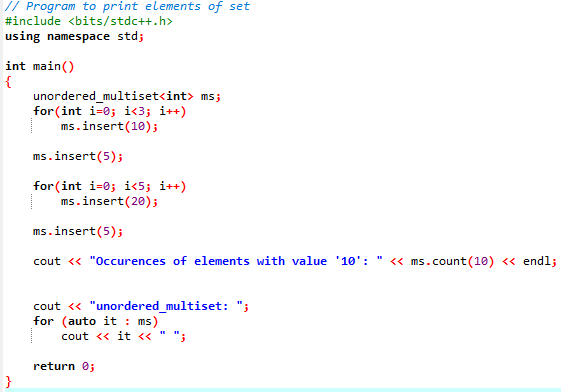 // Program to print elements of set
#include <bits/stdc++.h>
using namespace std;
int main()
{
    unordered_multiset<int> ms;
    for(int i=0; i<3; i++)
        ms.insert(10);
    ms.insert(5);
    for(int i=0; i<5; i++)
        ms.insert(20);
    ms.insert(5);
    cout << "Occurences of elements with value '10': " << ms.count(10) << endl;
    cout << "unordered_multiset: ";
    for (auto it : ms)
        cout << it << " ";
    return 0;
}